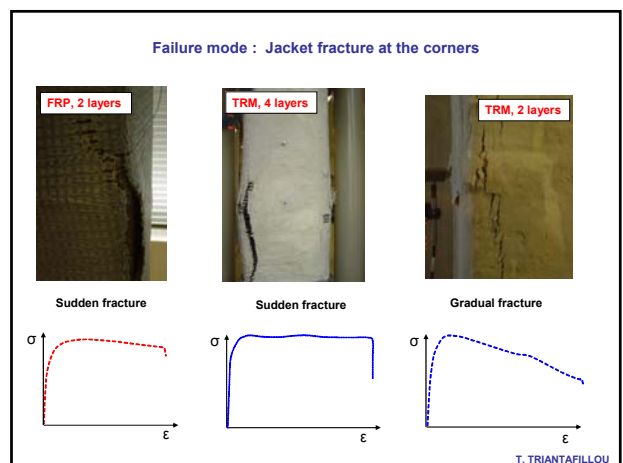 Failure mode : Jacket fracture at the corners
FRP, 2 layers
TRM, 4 layers
TRM, 2 layers
Sudden fracture
Sudden fracture
Gradual fracture
σ
σ
σ
ε
ε
ε
T. TRIANTAFILLOU